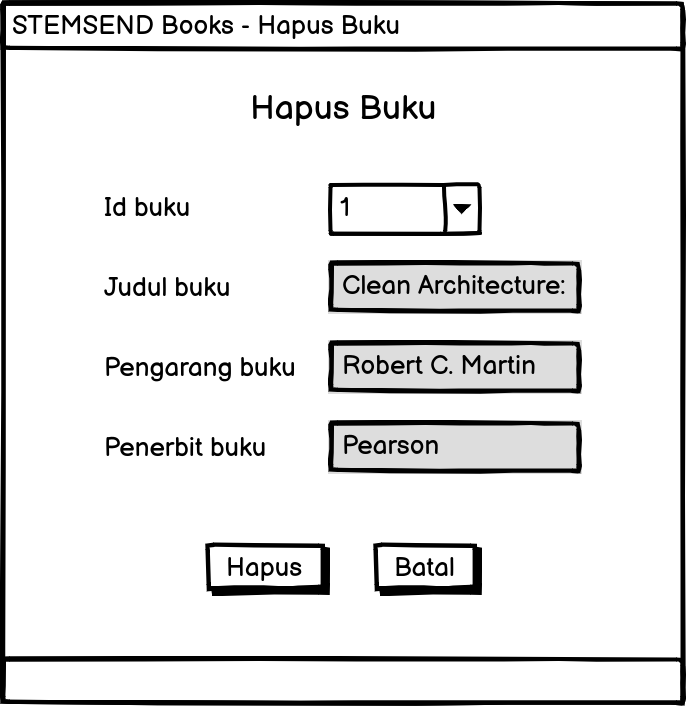 STEMSEND Books - Hapus Buku
Hapus Buku
Id buku 1
Judul buku Clean Architecture:
Pengarang buku Robert C. Martin
Penerbit buku Pearson
Hapus Batal